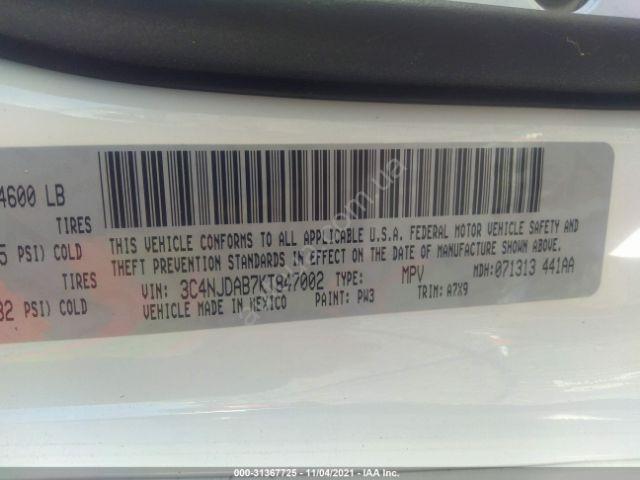 4600 LB
TIRES
5 PSI) COLD
TIRES
32 PSI) COLD
THIS VEHICLE CONFORMS TO ALL APPLICABLE U.S.A. FEDERAL MOTOR VEHICLE SAFETY AND
THEFT PREVENTION STANDARDS IN EFFECT ON THE DATE OF MANUFACTURE SHOWN ABOVE.
VIN: 3C4NJDAB7KT847002 TYPE: MPV MDH: 071313 441AA
VEHICLE MADE IN MEXICO PAINT: PW3 TRIM: A7X9
000-31367725 - 11/04/2021 - IAA Inc.